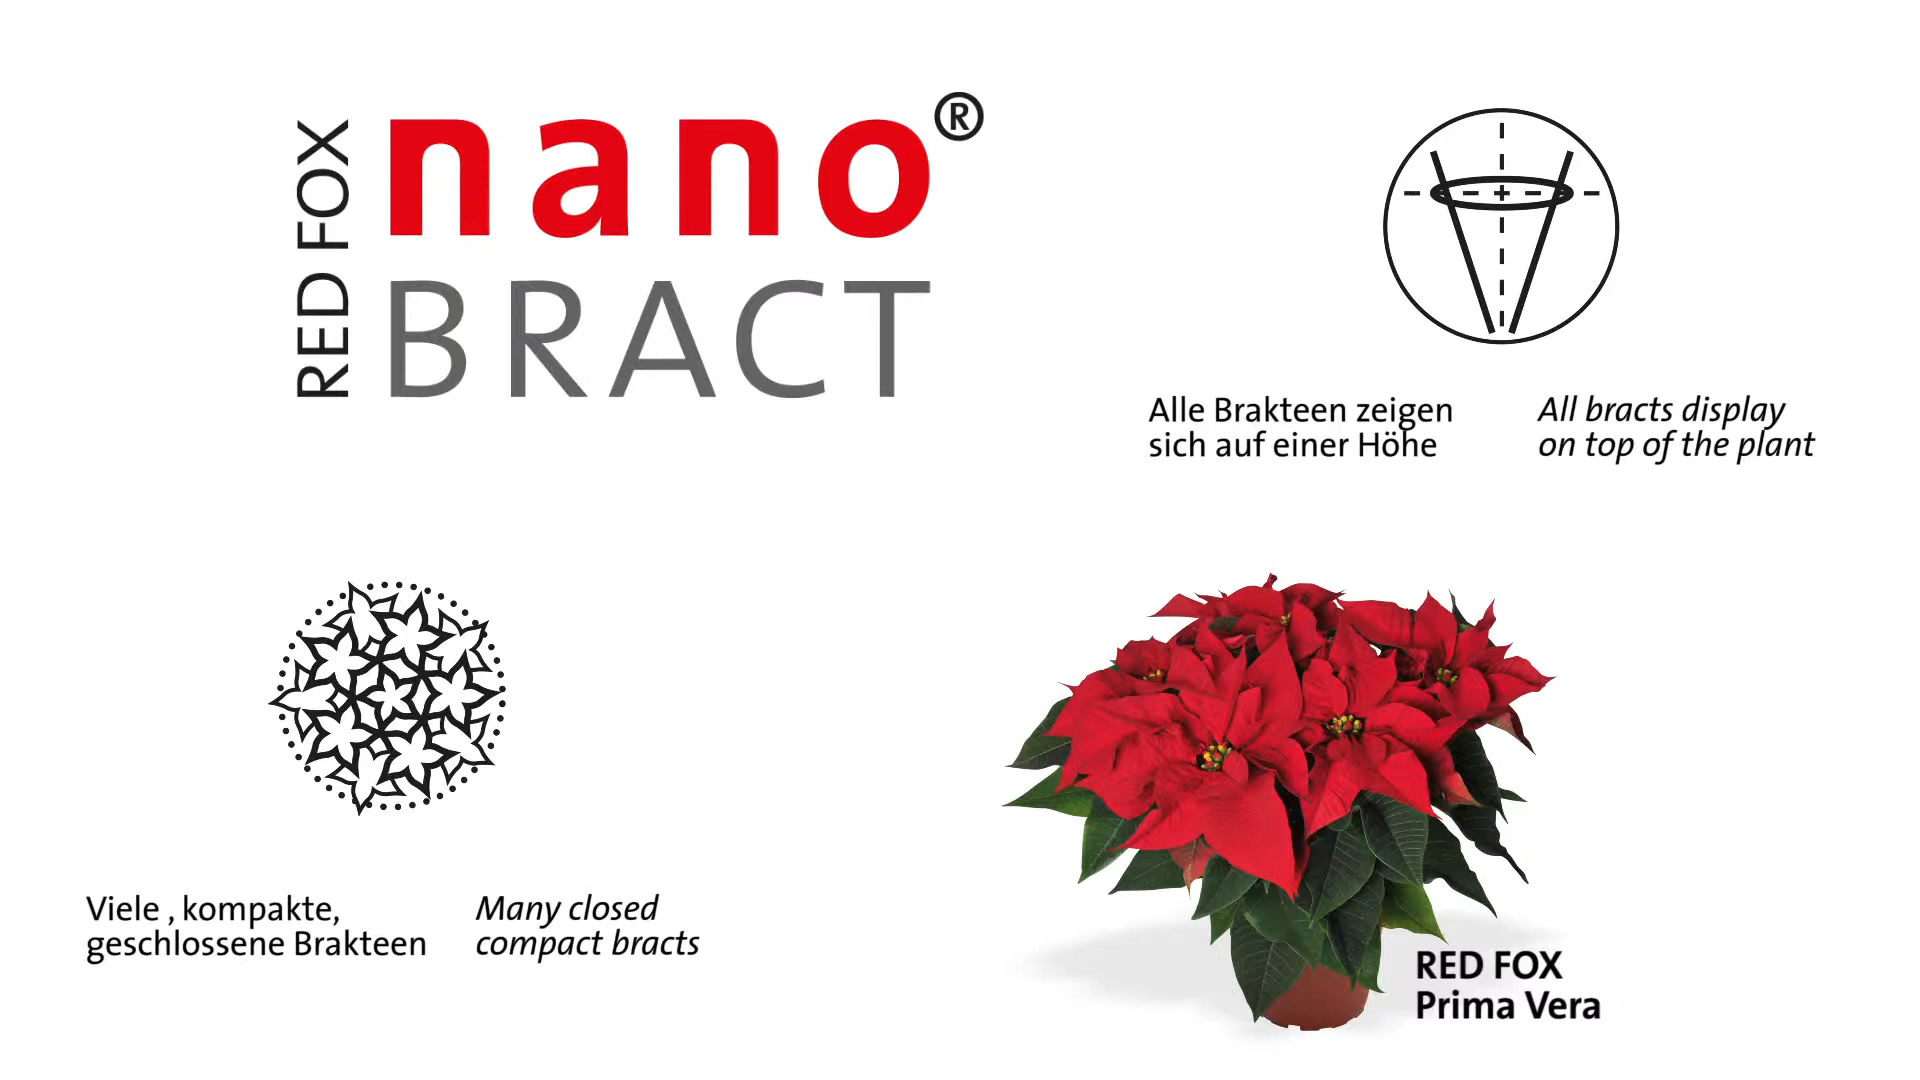 RED FOX
nano®
BRACT
Alle Brakteen zeigen
sich auf einer Höhe
All bracts display
on top of the plant
Viele , kompakte,
geschlossene Brakteen
Many closed
compact bracts
RED FOX
Prima Vera